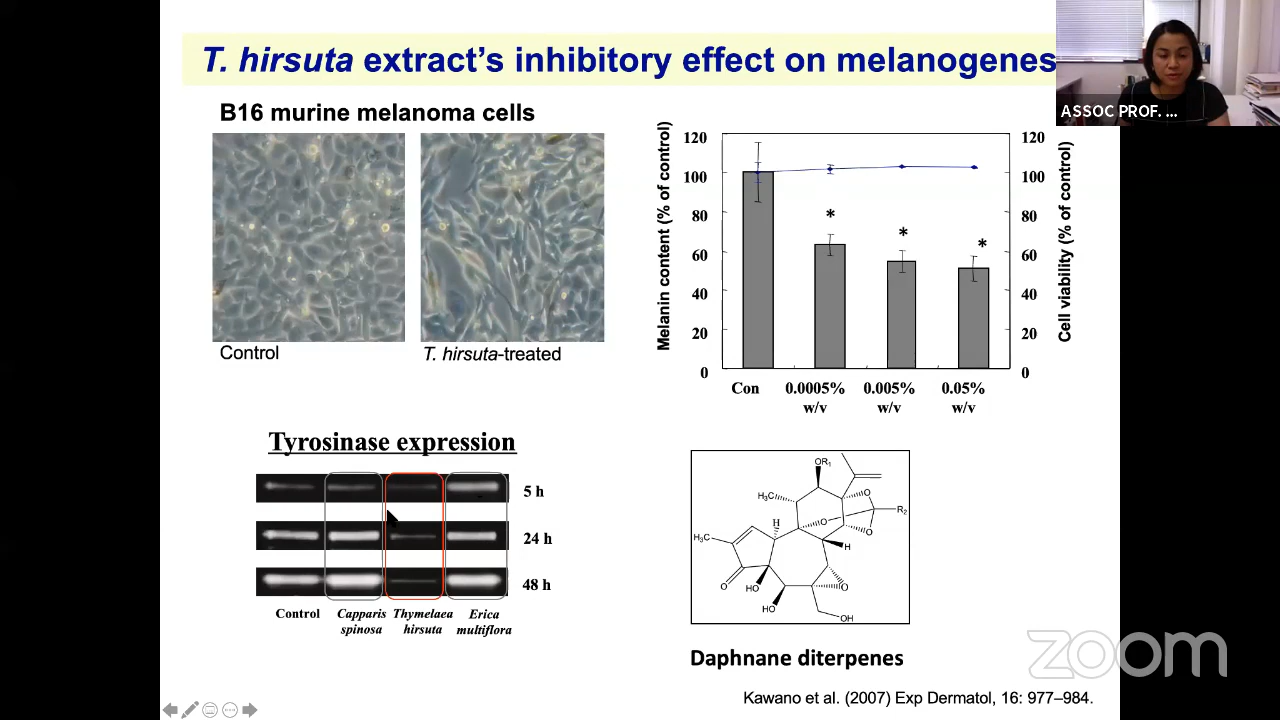 T. hirsuta extract's inhibitory effect on melanogenes
ASSOC PROF. ...
B16 murine melanoma cells
Control
T. hirsuta-treated
Melanin content (% of control)
120
100
80
60
40
20
0
*
*
*
120
100
80
60
40
20
0
Cell viability (% of control)
Con
0.0005%
w/v
0.005%
w/v
0.05%
w/v
Tyrosinase expression
5 h
24 h
48 h
Control
Capparis
spinosa
Thymelaea
hirsuta
Erica
multiflora
OR₁
H₃C
O
O
R₂
O
H
H
H₃C
O
HO
HO
O
OH
Daphnane diterpenes
zoom
Kawano et al. (2007) Exp Dermatol, 16: 977–984.